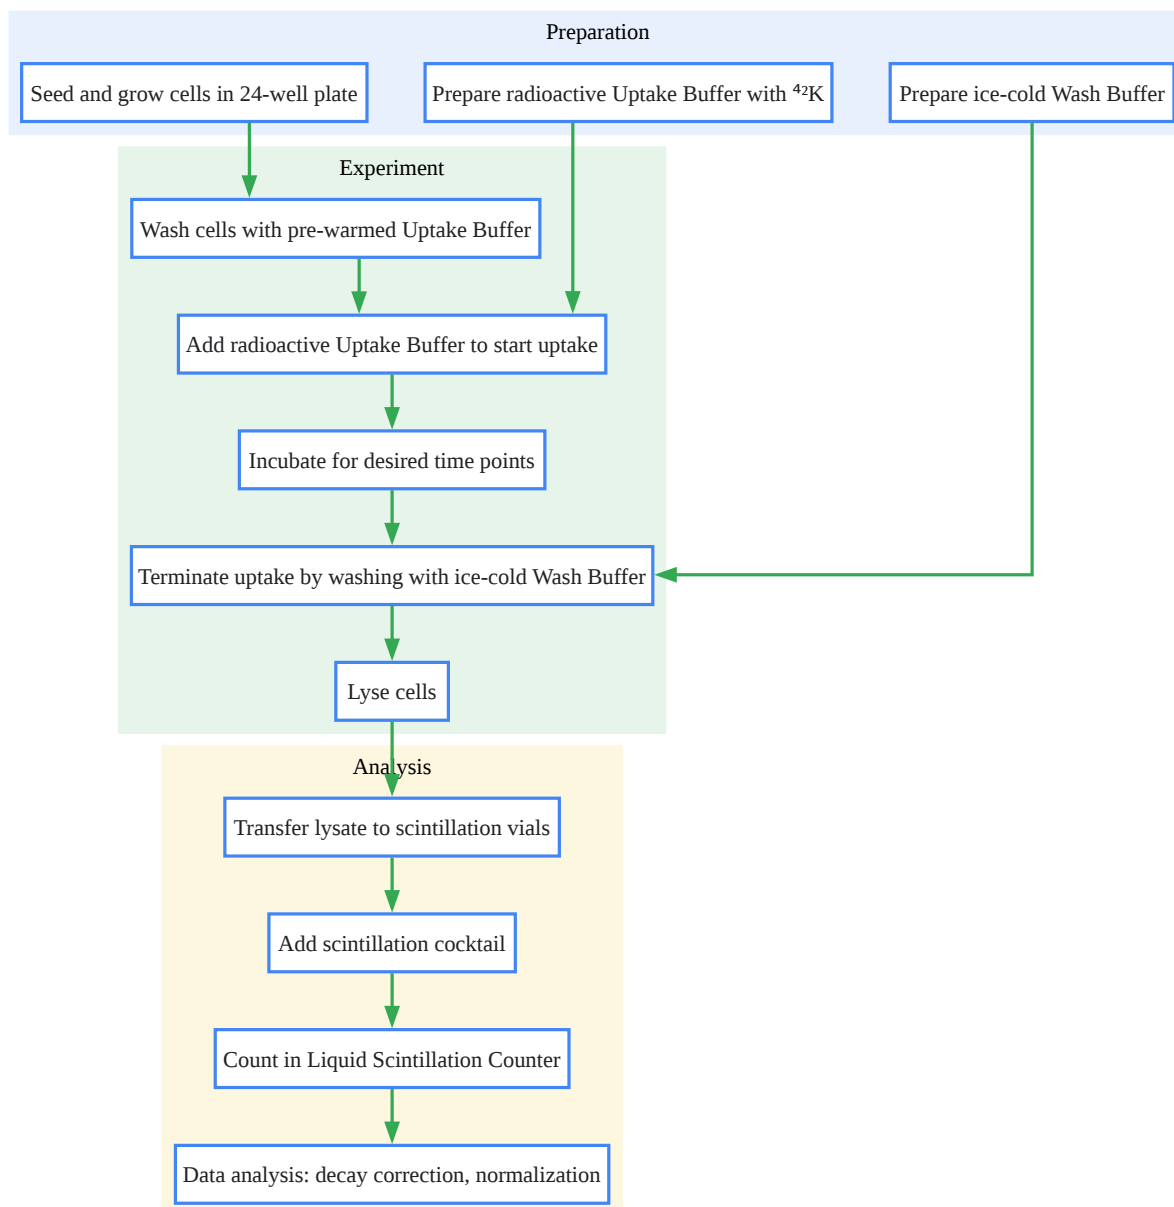 Preparation
Seed and grow cells in 24-well plate
Prepare radioactive Uptake Buffer with ⁴²K
Prepare ice-cold Wash Buffer
Experiment
Wash cells with pre-warmed Uptake Buffer
Add radioactive Uptake Buffer to start uptake
Incubate for desired time points
Terminate uptake by washing with ice-cold Wash Buffer
Lyse cells
Analysis
Transfer lysate to scintillation vials
Add scintillation cocktail
Count in Liquid Scintillation Counter
Data analysis: decay correction, normalization